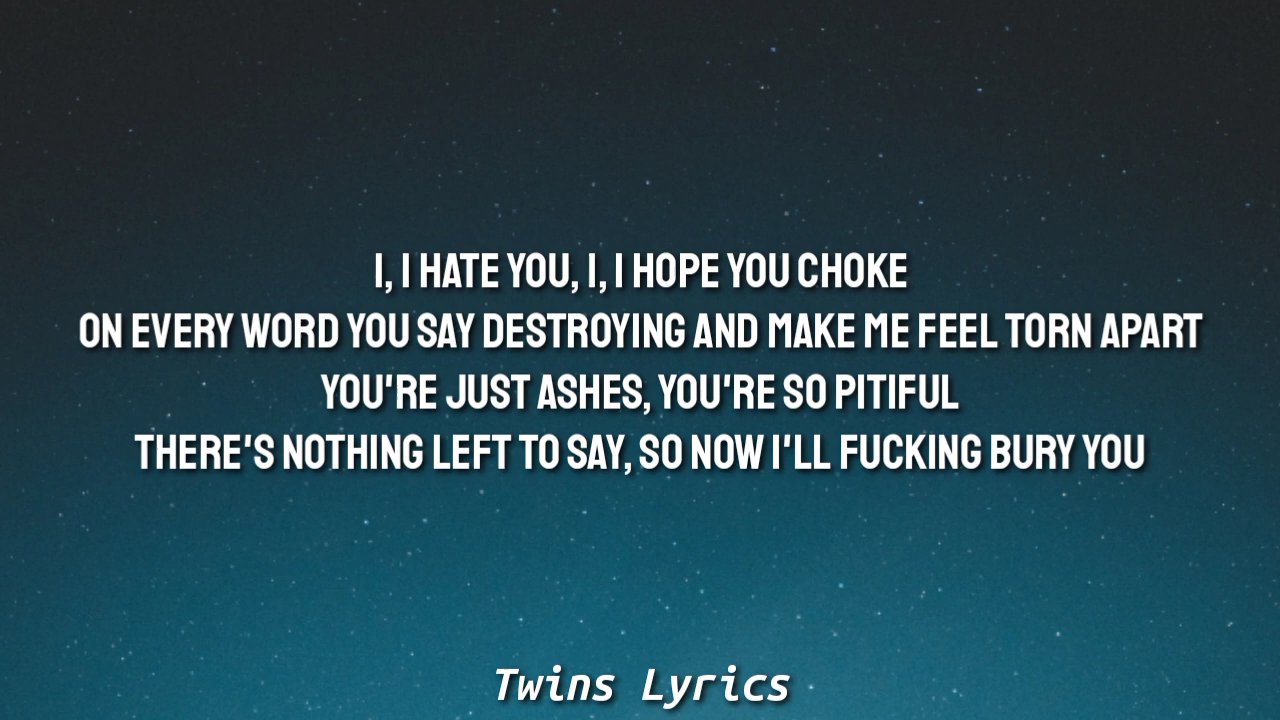 I, I HATE YOU, I, I HOPE YOU CHOKE
ON EVERY WORD YOU SAY DESTROYING AND MAKE ME FEEL TORN APART
YOU'RE JUST ASHES, YOU'RE SO PITIFUL
THERE'S NOTHING LEFT TO SAY, SO NOW I'LL FUCKING BURY YOU
Twins Lyrics